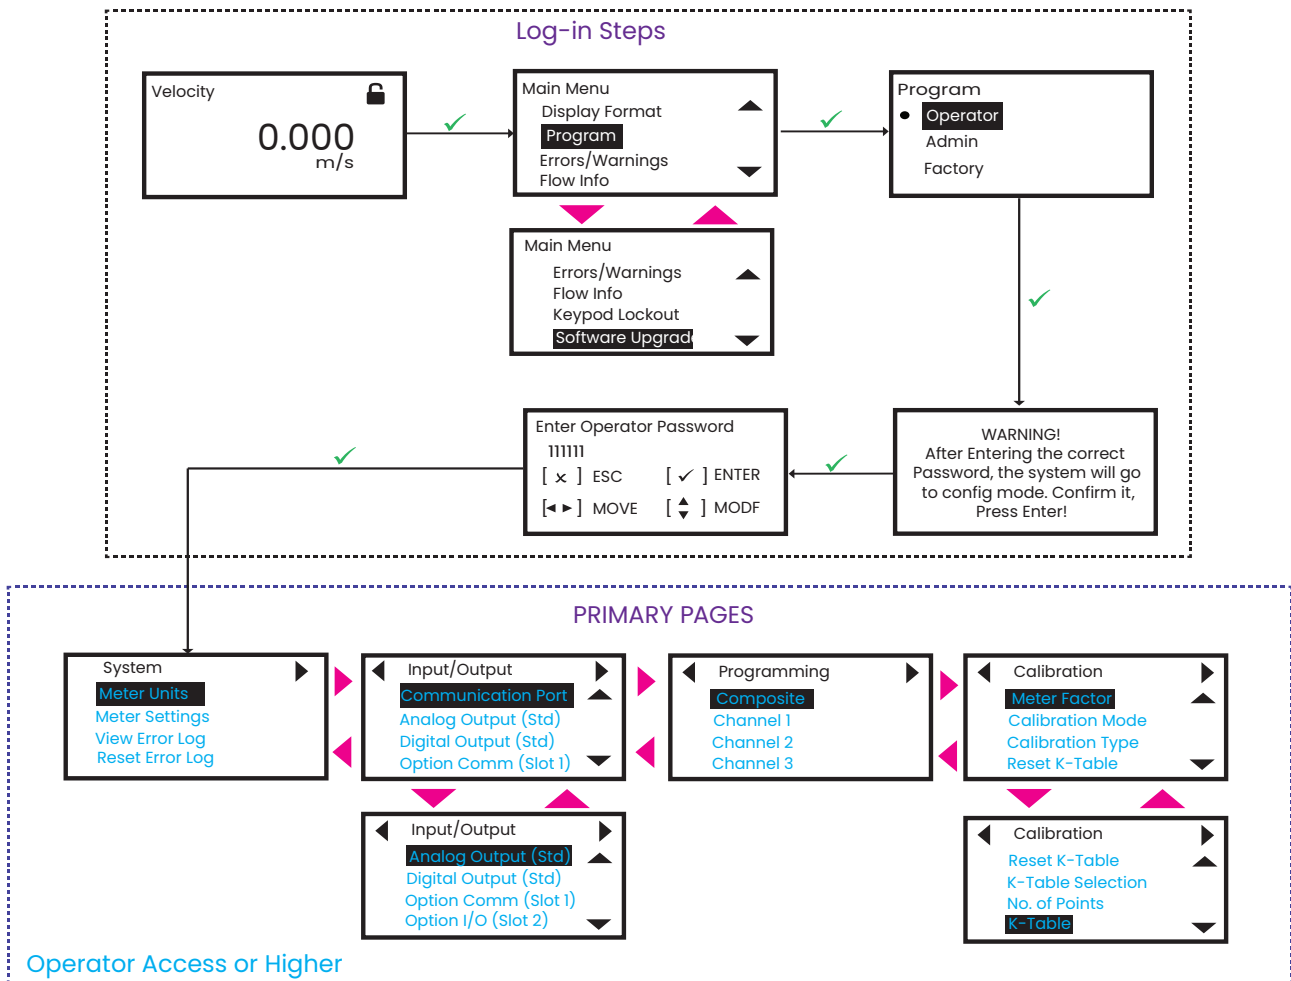 Log-in Steps
Velocity
0.000
m/s
Main Menu
Display Format
Program
Errors/Warnings
Flow Info
Program
Operator
Admin
Factory
Main Menu
Errors/Warnings
Flow Info
Keypod Lockout
Software Upgrade
Enter Operator Password
111111
[ x ] ESC [ ✓ ] ENTER
[◄ ►] MOVE [ ▲▼ ] MODF
WARNING!
After Entering the correct
Password, the system will go
to config mode. Confirm it,
Press Enter!
PRIMARY PAGES
System
Meter Units
Meter Settings
View Error Log
Reset Error Log
Input/Output
Communication Port
Analog Output (Std)
Digital Output (Std)
Option Comm (Slot 1)
Programming
Composite
Channel 1
Channel 2
Channel 3
Calibration
Meter Factor
Calibration Mode
Calibration Type
Reset K-Table
Input/Output
Analog Output (Std)
Digital Output (Std)
Option Comm (Slot 1)
Option I/O (Slot 2)
Calibration
Reset K-Table
K-Table Selection
No. of Points
K-Table
Operator Access or Higher